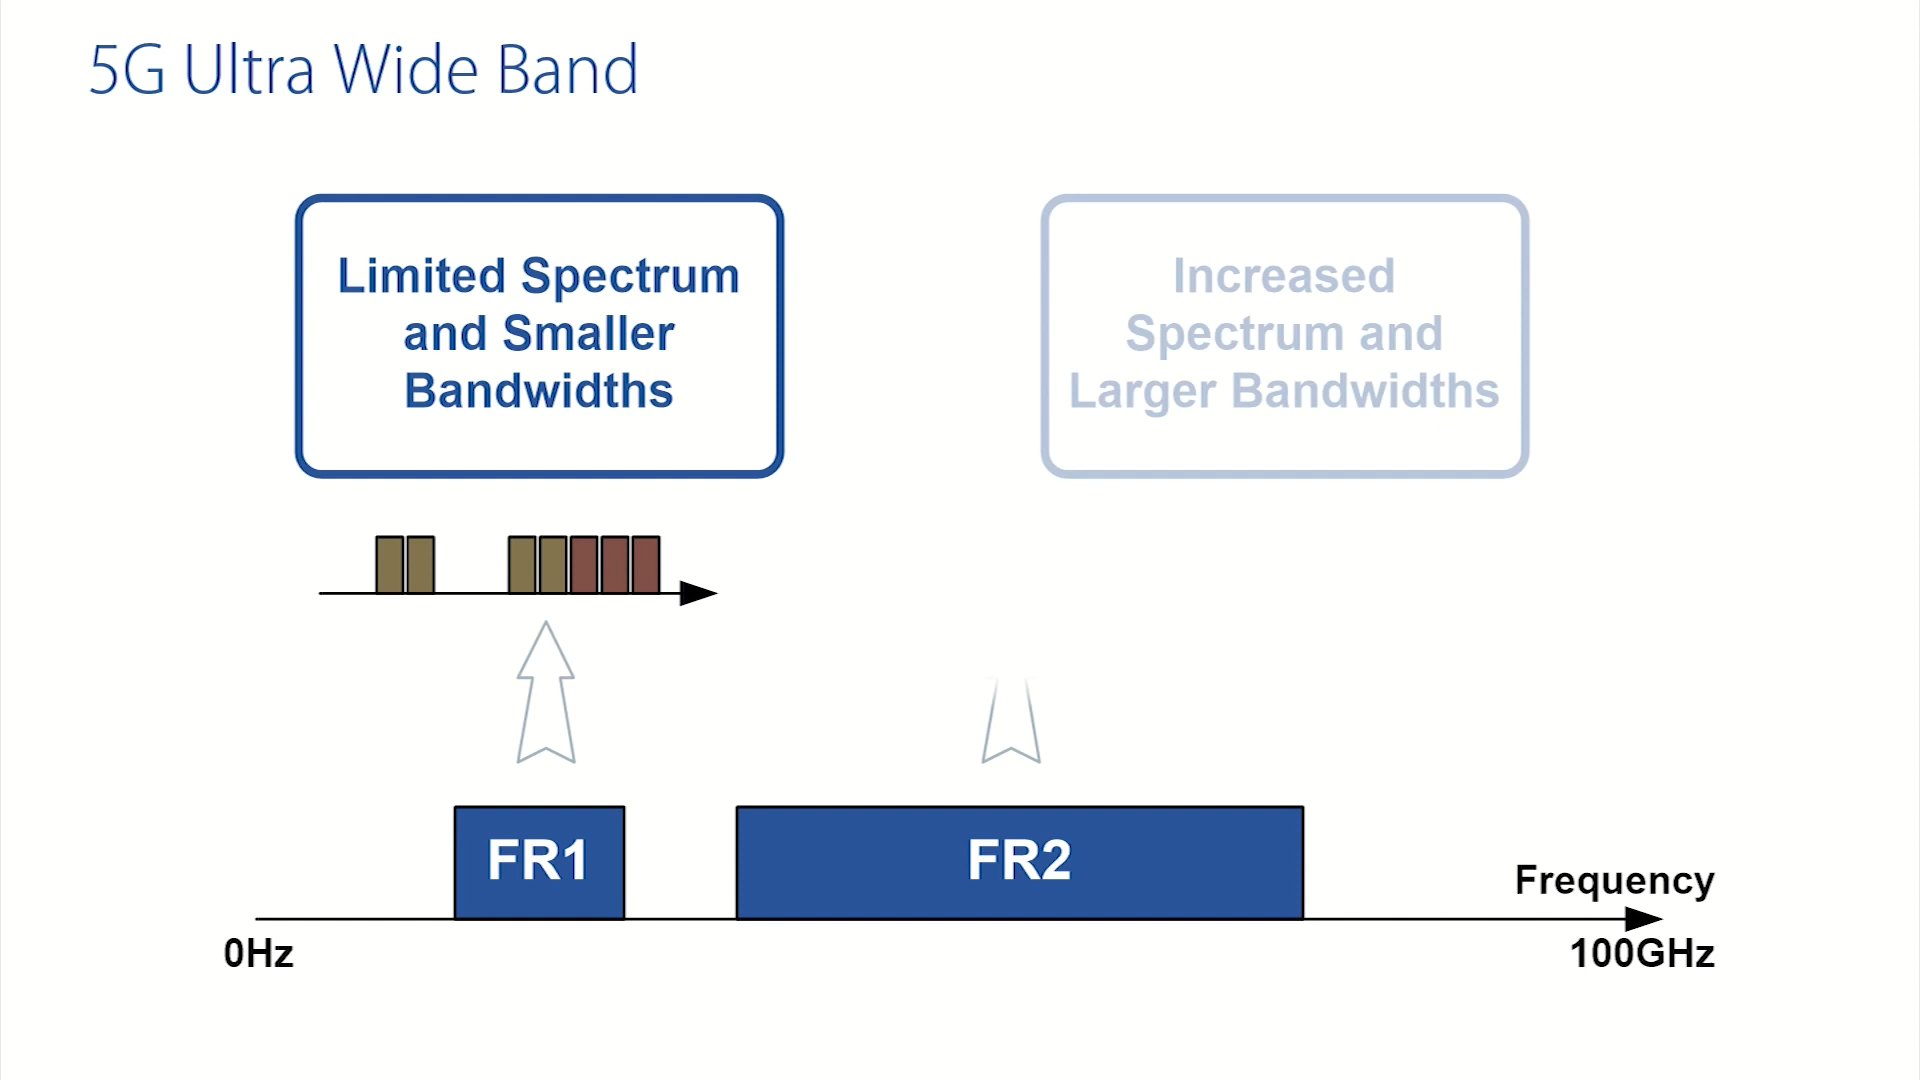 5G Ultra Wide Band
Limited Spectrum
and Smaller
Bandwidths
Increased
Spectrum and
Larger Bandwidths
FR1
FR2
Frequency
0Hz
100GHz